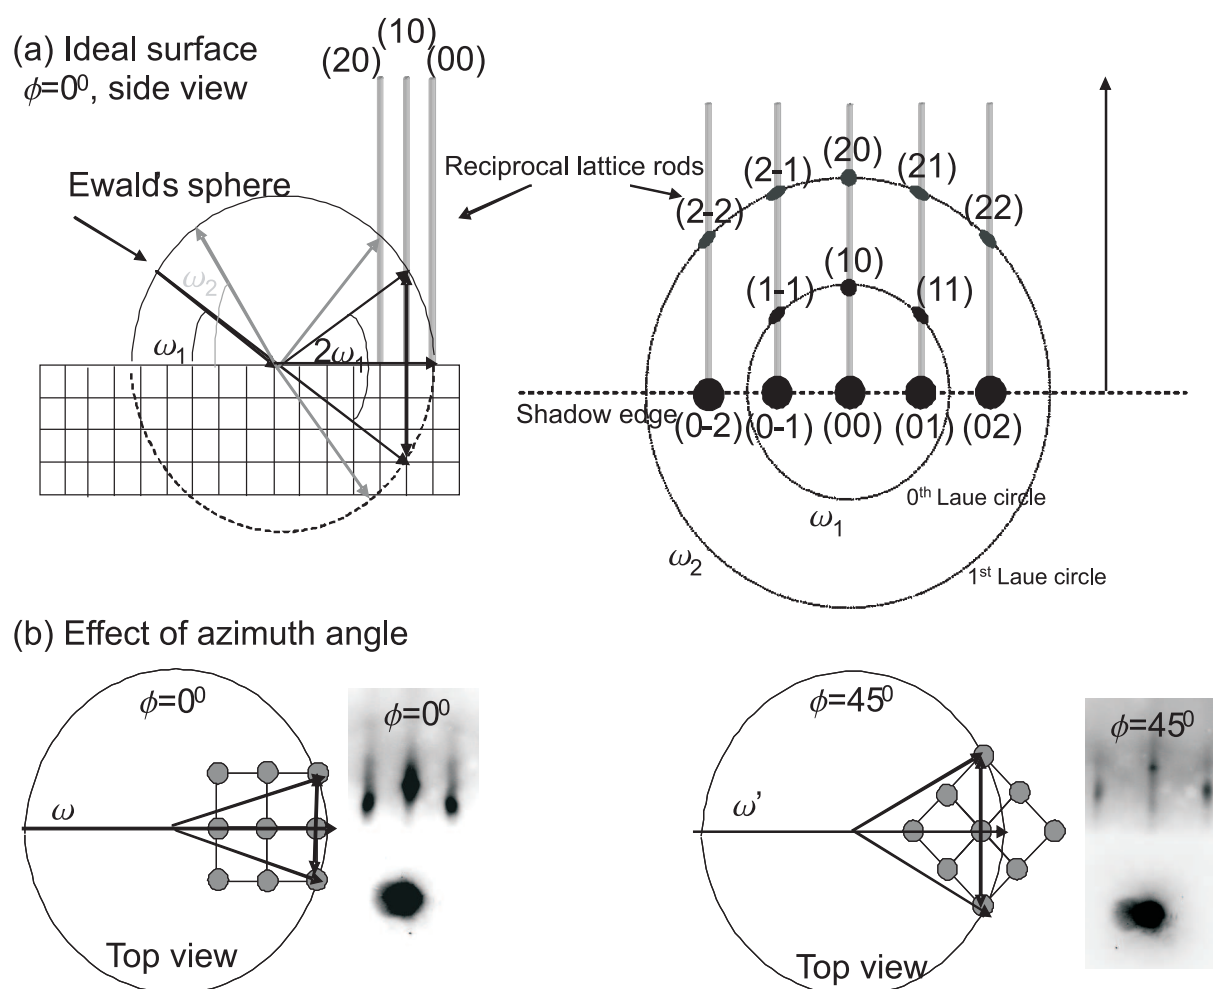 (a) Ideal surface
ϕ=0⁰, side view
(10)
(20) (00)
Ewald's sphere
Reciprocal lattice rods
ω₂
ω₁
2ω₁
(20)
(2-1) (21)
(2-2) (22)
(10)
(1-1) (11)
Shadow edge
(0-2) (0-1) (00) (01) (02)
0ᵗʰ Laue circle
ω₁
ω₂
1ˢᵗ Laue circle
(b) Effect of azimuth angle
ϕ=0⁰
ϕ=0⁰
ω
Top view
ϕ=45⁰
ϕ=45⁰
ω'
Top view